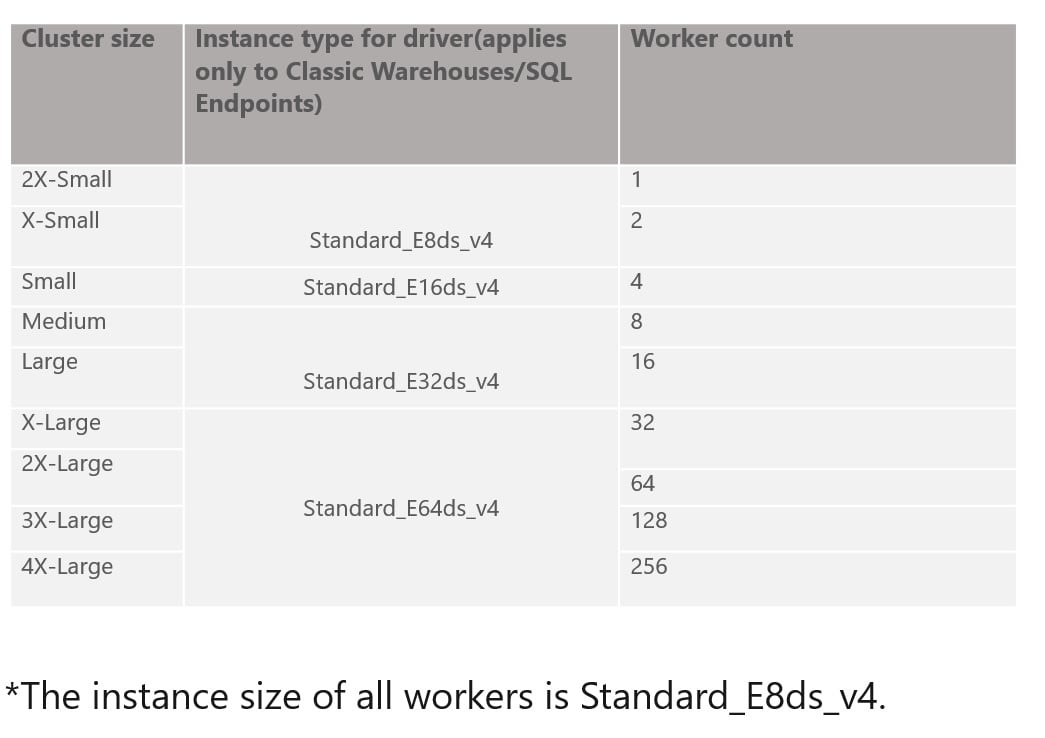 Cluster size
Instance type for driver(applies
only to Classic Warehouses/SQL
Endpoints)
Worker count
2X-Small
1
X-Small
2
Standard_E8ds_v4
Small
Standard_E16ds_v4
4
Medium
8
Large
16
Standard_E32ds_v4
X-Large
32
2X-Large
64
Standard_E64ds_v4
3X-Large
128
4X-Large
256
*The instance size of all workers is Standard_E8ds_v4.